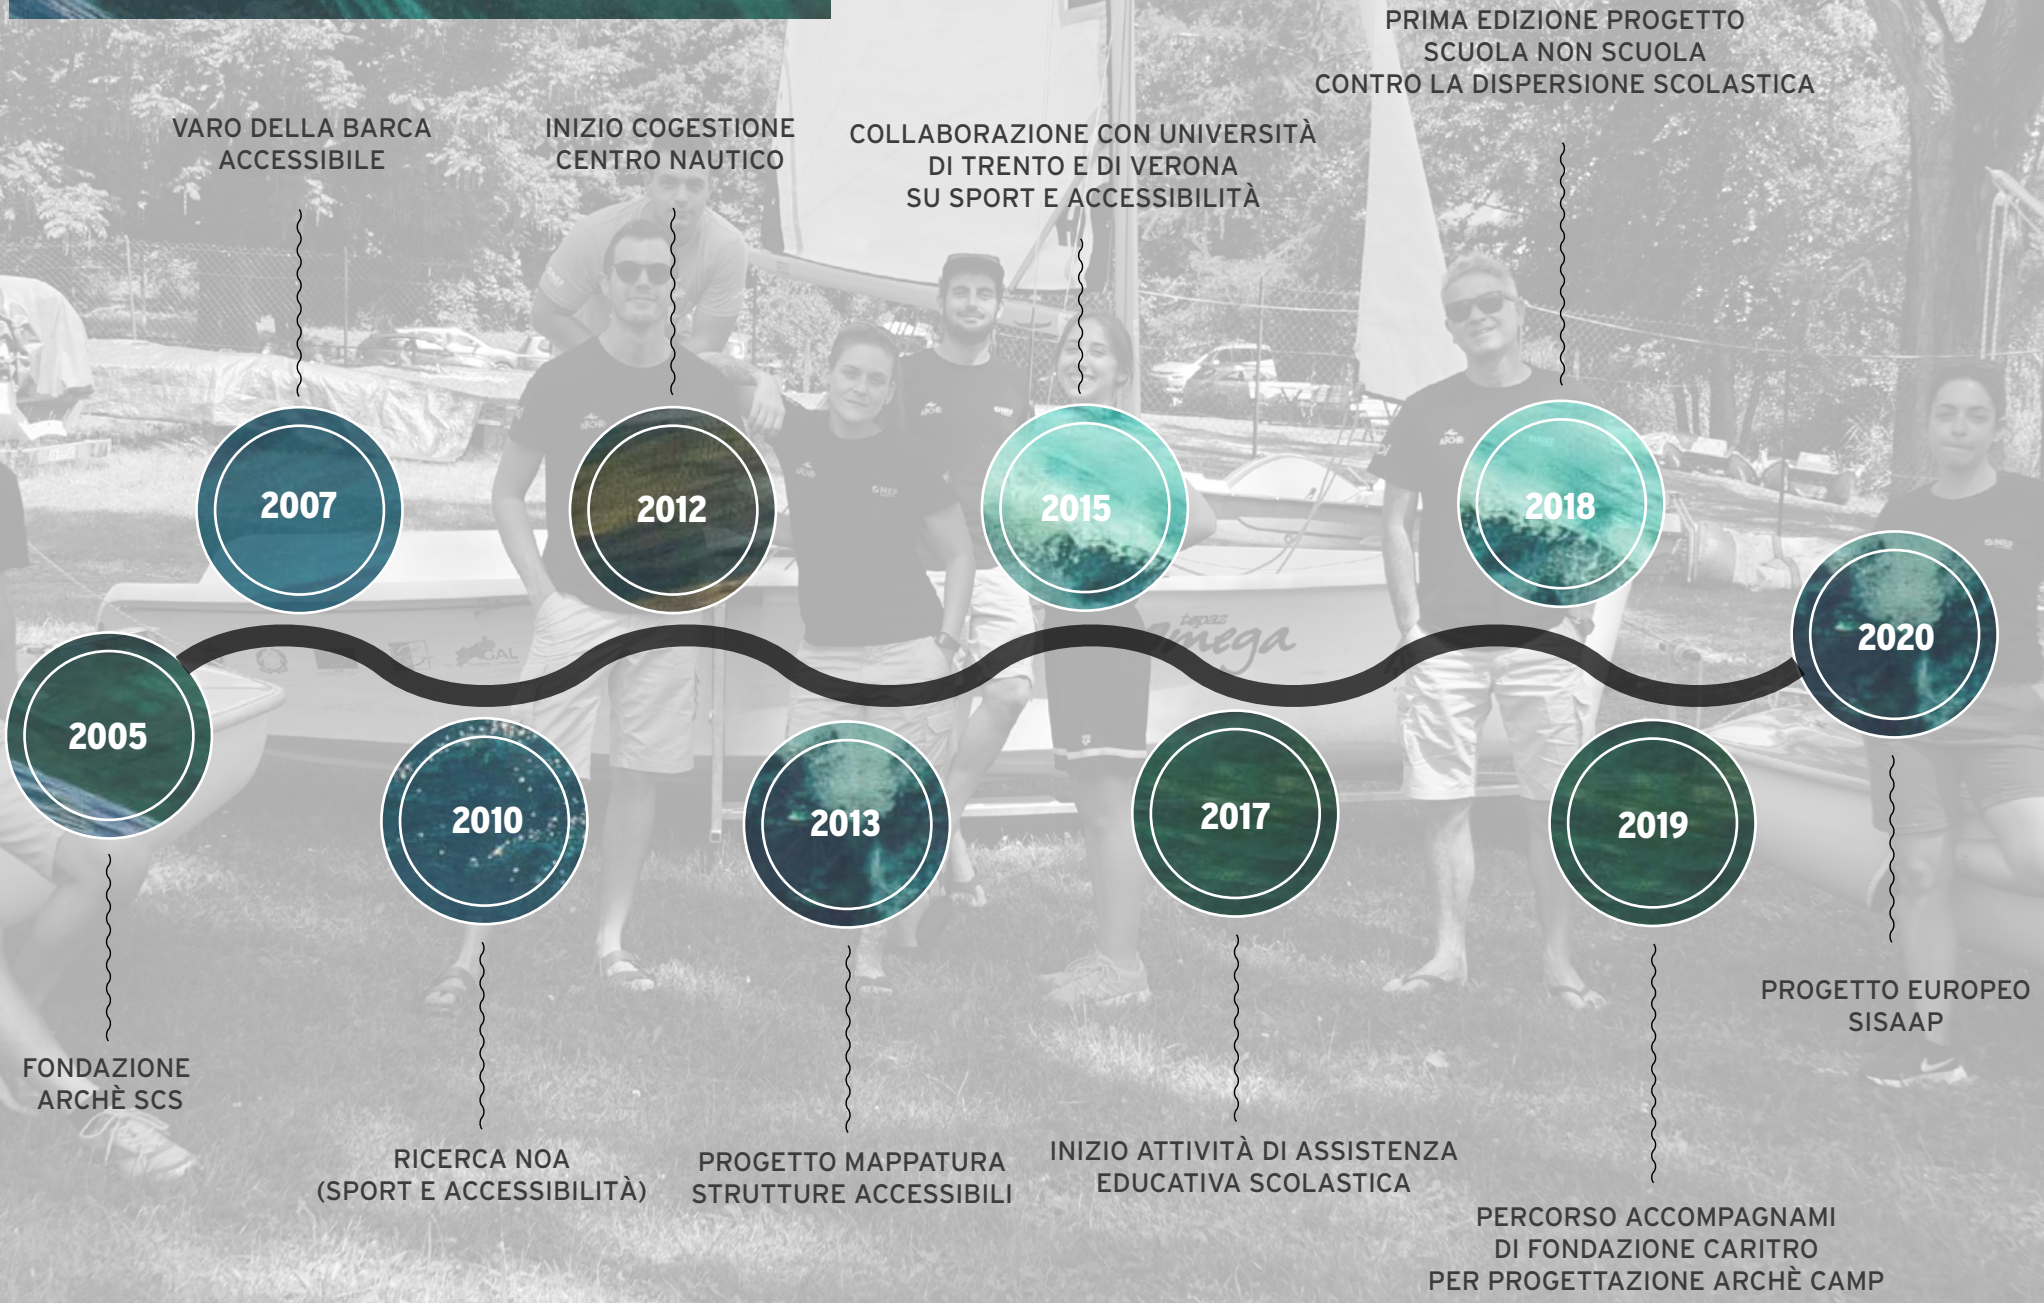 PRIMA EDIZIONE PROGETTO
SCUOLA NON SCUOLA
CONTRO LA DISPERSIONE SCOLASTICA
VARO DELLA BARCA
ACCESSIBILE
INIZIO COGESTIONE
CENTRO NAUTICO
COLLABORAZIONE CON UNIVERSITÀ
DI TRENTO E DI VERONA
SU SPORT E ACCESSIBILITÀ
2007
2012
2015
2018
2020
2005
2010
2013
2017
2019
topaz
omega
PROGETTO EUROPEO
SISAAP
FONDAZIONE
ARCHÈ SCS
RICERCA NOA
(SPORT E ACCESSIBILITÀ)
PROGETTO MAPPATURA
STRUTTURE ACCESSIBILI
INIZIO ATTIVITÀ DI ASSISTENZA
EDUCATIVA SCOLASTICA
PERCORSO ACCOMPAGNAMI
DI FONDAZIONE CARITRO
PER PROGETTAZIONE ARCHÈ CAMP